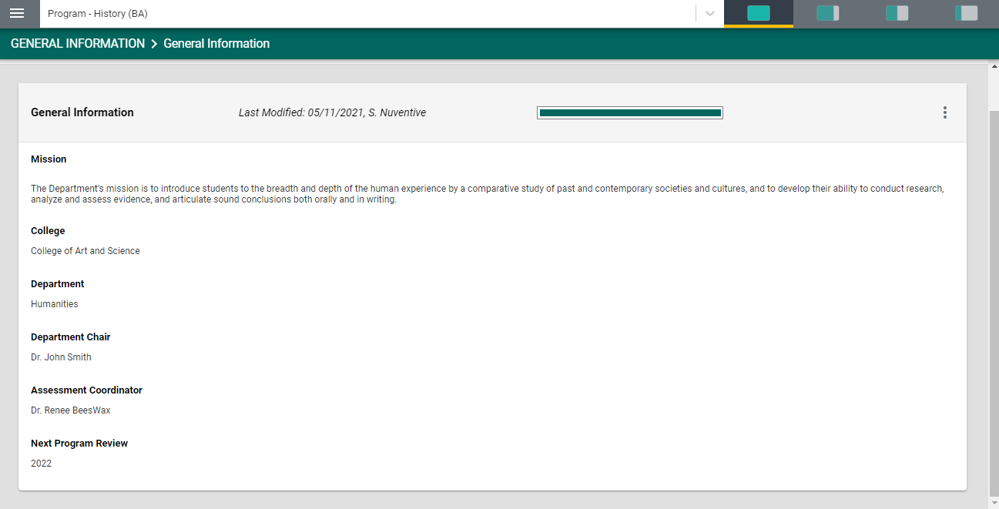 Program - History (BA)
GENERAL INFORMATION > General Information
General Information
Last Modified: 05/11/2021, S. Nuventive
Mission
The Department's mission is to introduce students to the breadth and depth of the human experience by a comparative study of past and contemporary societies and cultures, and to develop their ability to conduct research,
analyze and assess evidence, and articulate sound conclusions both orally and in writing.
College
College of Art and Science
Department
Humanities
Department Chair
Dr. John Smith
Assessment Coordinator
Dr. Renee BeesWax
Next Program Review
2022